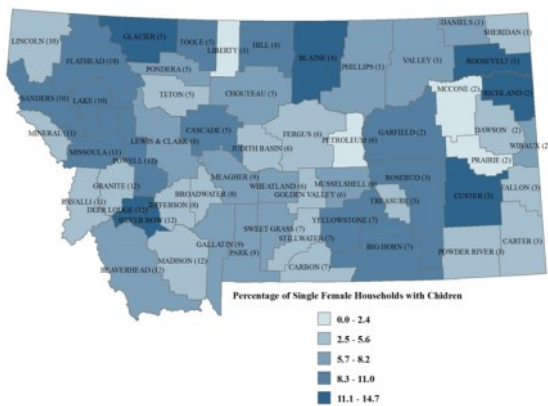 DANIELS (1)
SHERIDAN (1)
LINCOLN (10)
GLACIER (5)
TOOLE (5)
LIBERTY (4)
HILL (4)
BLAINE (4)
PHILLIPS (1)
VALLEY (1)
ROOSEVELT (1)
FLATHEAD (10)
PONDERA (5)
TETON (5)
CHOUTEAU (5)
MCCONE (2)
RICHLAND (2)
SANDERS (10)
LAKE (10)
CASCADE (5)
FERGUS (6)
PETROLEUM (6)
GARFIELD (2)
DAWSON (2)
MINERAL (11)
MISSOULA (11)
LEWIS & CLARK (8)
JUDITH BASIN (6)
PRAIRIE (2)
WIBAUX (2)
POWELL (12)
MEAGHER (9)
WHEATLAND (6)
MUSSELSHELL (6)
ROSEBUD (3)
FALLON (3)
GRANITE (12)
BROADWATER (8)
GOLDEN VALLEY (6)
TREASURE (3)
CUSTER (3)
RAVALLI (11)
DEER LODGE (12)
JEFFERSON (8)
SILVER BOW (12)
GALLATIN (9)
PARK (9)
SWEET GRASS (7)
STILLWATER (7)
YELLOWSTONE (7)
BIG HORN (7)
POWDER RIVER (3)
CARTER (3)
BEAVERHEAD (12)
MADISON (12)
CARBON (7)
Percentage of Single Female Households with Chidren
0.0 - 2.4
2.5 - 5.6
5.7 - 8.2
8.3 - 11.0
11.1 - 14.7